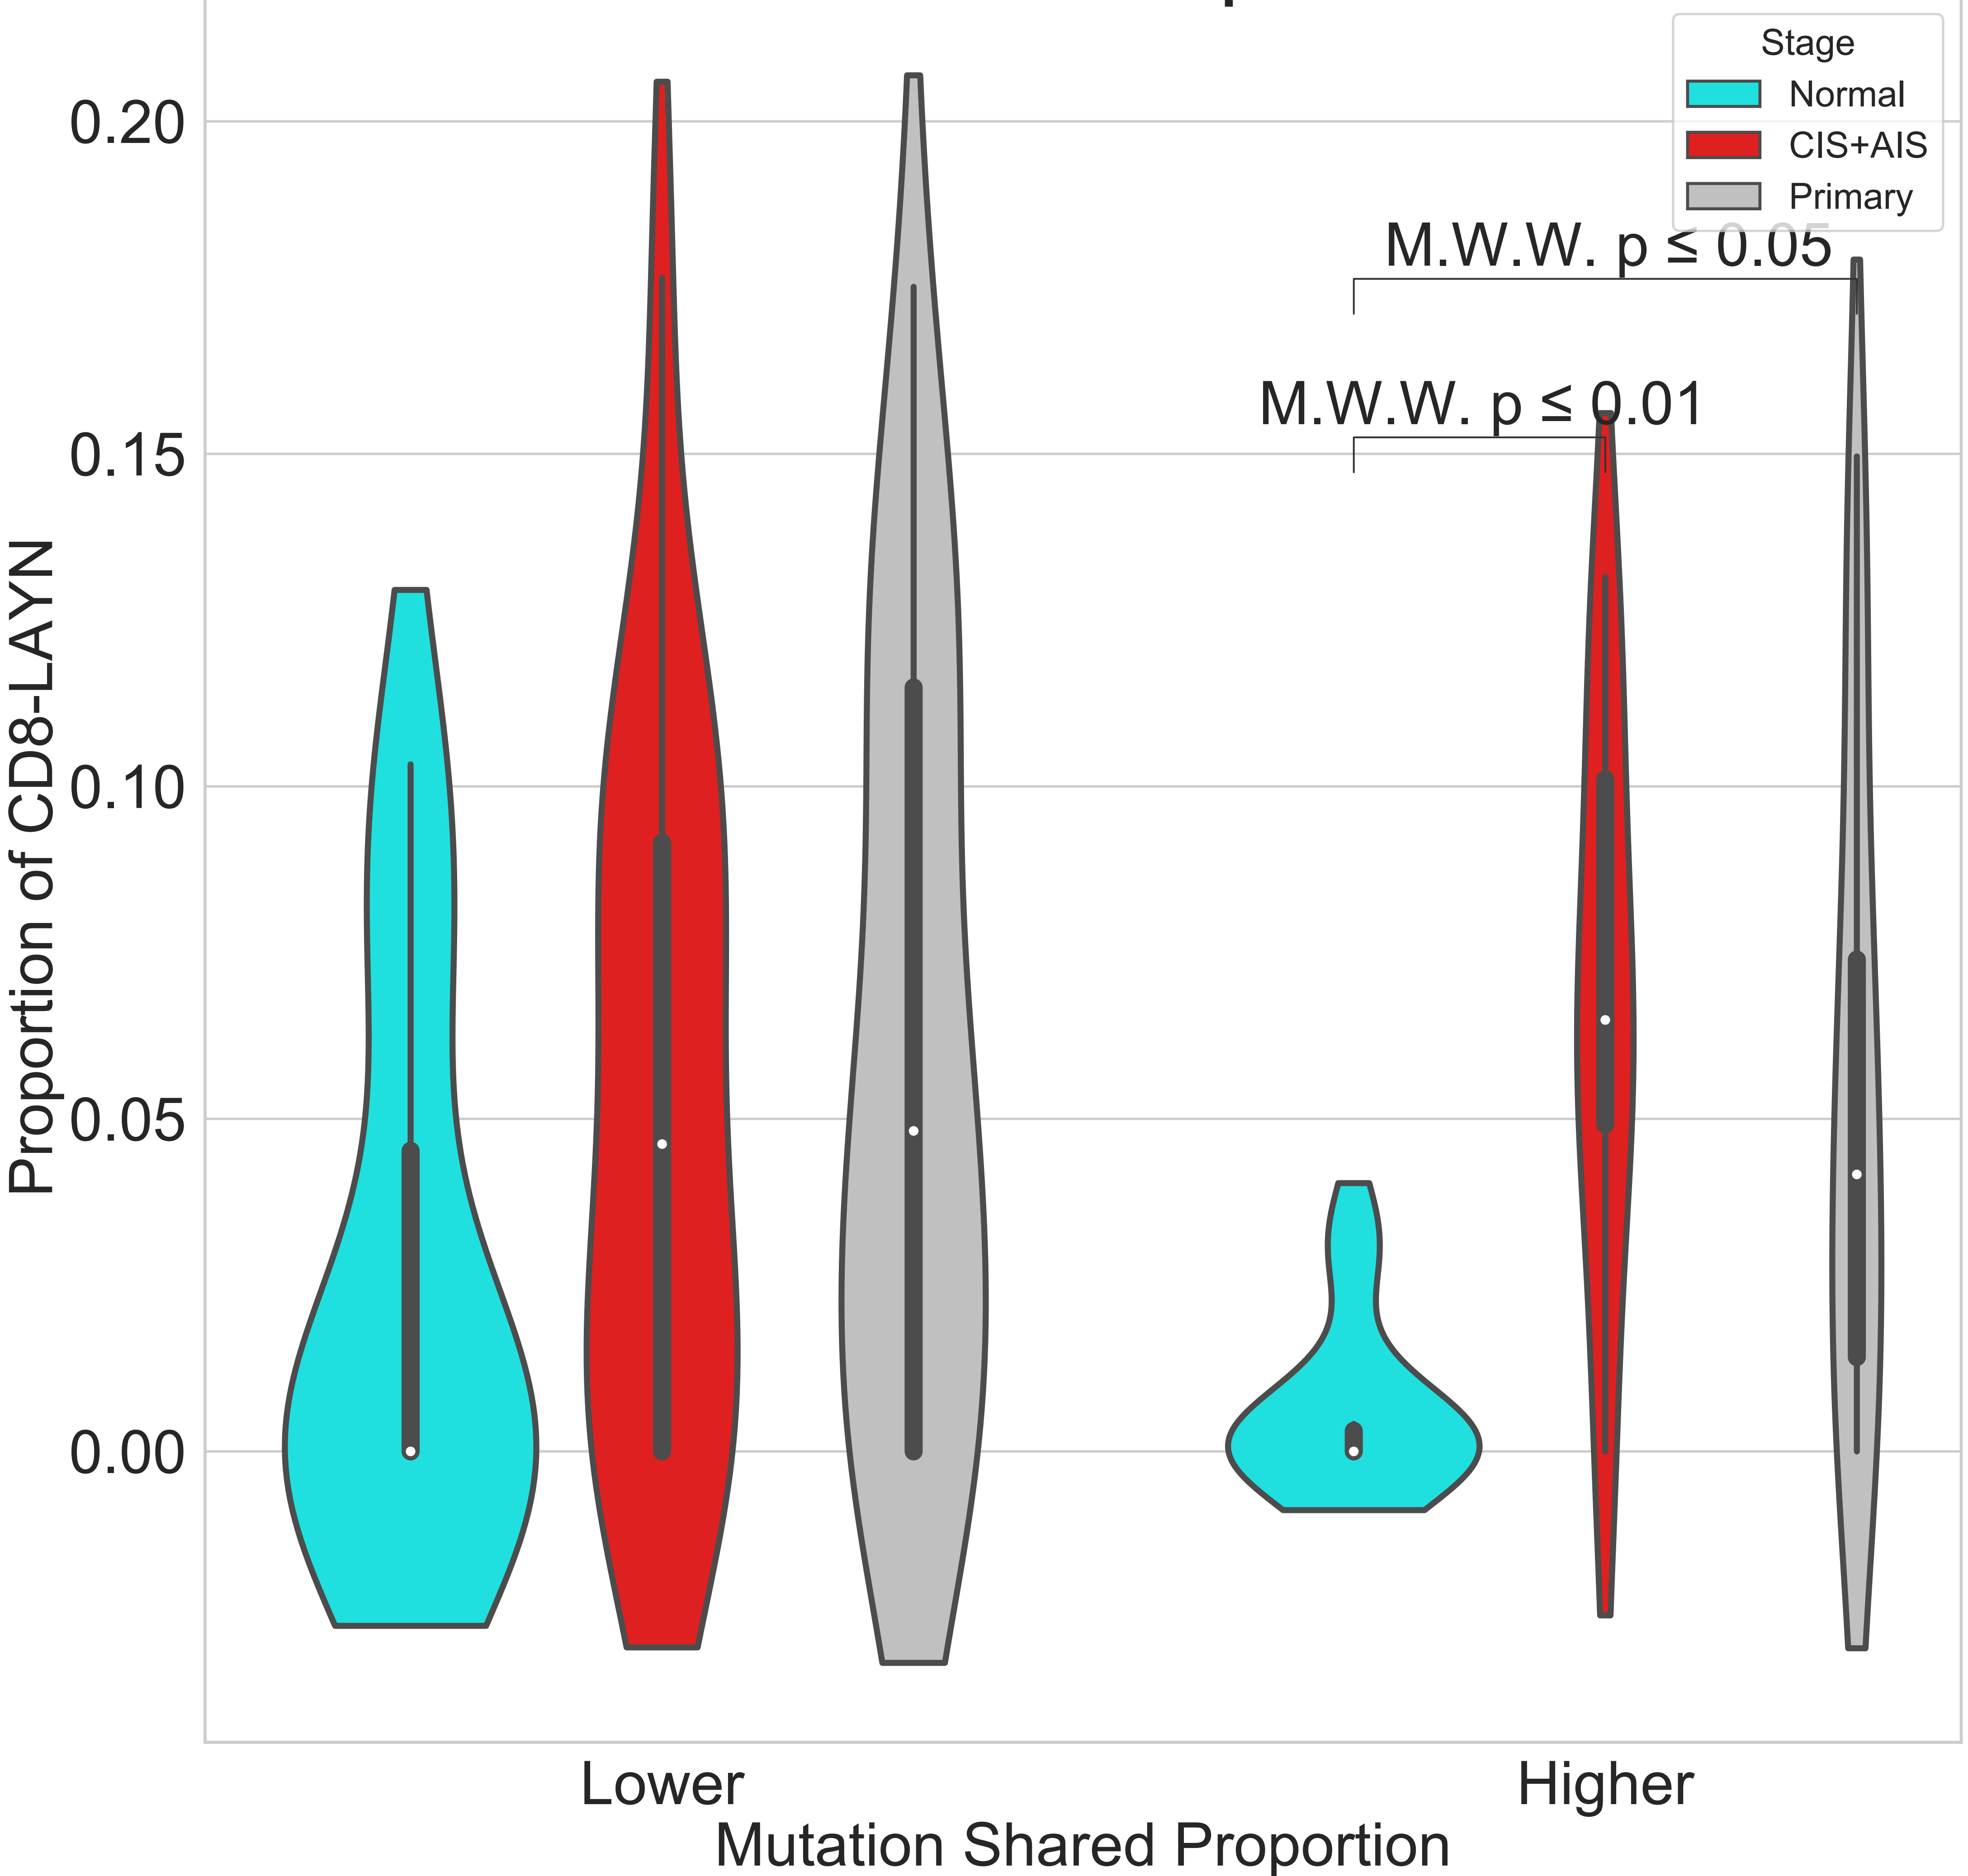 Stage
Normal
CIS+AIS
Primary
M.W.W. p ≤ 0.05
M.W.W. p ≤ 0.01
0.20
0.15
0.10
0.05
0.00
Proportion of CD8-LAYN
Lower
Higher
Mutation Shared Proportion